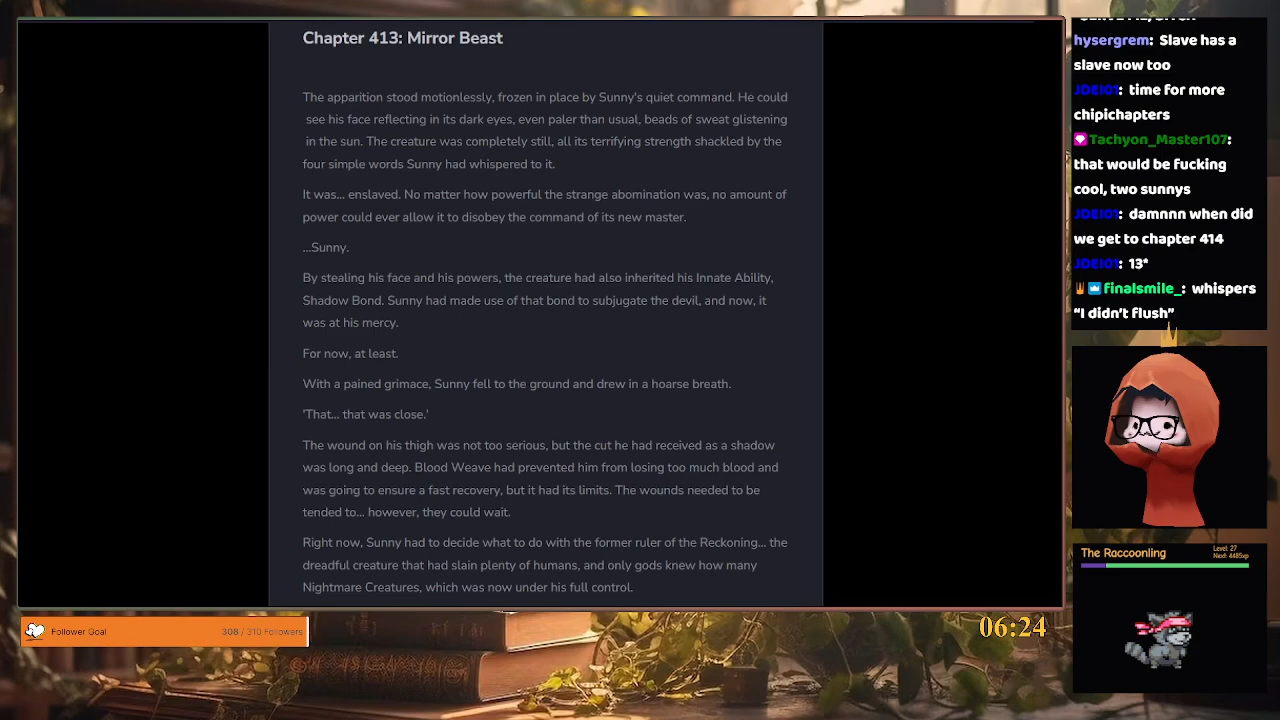 Chapter 413: Mirror Beast
The apparition stood motionlessly, frozen in place by Sunny's quiet command. He could
see his face reflecting in its dark eyes, even paler than usual, beads of sweat glistening
in the sun. The creature was completely still, all its terrifying strength shackled by the
four simple words Sunny had whispered to it.
It was... enslaved. No matter how powerful the strange abomination was, no amount of
power could ever allow it to disobey the command of its new master.
...Sunny.
By stealing his face and his powers, the creature had also inherited his Innate Ability,
Shadow Bond. Sunny had made use of that bond to subjugate the devil, and now, it
was at his mercy.
For now, at least.
With a pained grimace, Sunny fell to the ground and drew in a hoarse breath.
'That... that was close.'
The wound on his thigh was not too serious, but the cut he had received as a shadow
was long and deep. Blood Weave had prevented him from losing too much blood and
was going to ensure a fast recovery, but it had its limits. The wounds needed to be
tended to... however, they could wait.
Right now, Sunny had to decide what to do with the former ruler of the Reckoning... the
dreadful creature that had slain plenty of humans, and only gods knew how many
Nightmare Creatures, which was now under his full control.
hysergrem: Slave has a
slave now too
JDEI01: time for more
chipichapters
Tachyon_Master107:
that would be fucking
cool, two sunnys
JDEI01: damnnn when did
we get to chapter 414
JDEI01: 13*
finalsmile_: whispers
“I didn’t flush”
The Raccoonling
Level: 27
Next: 4485xp
Follower Goal
308 / 310 Followers
06:24